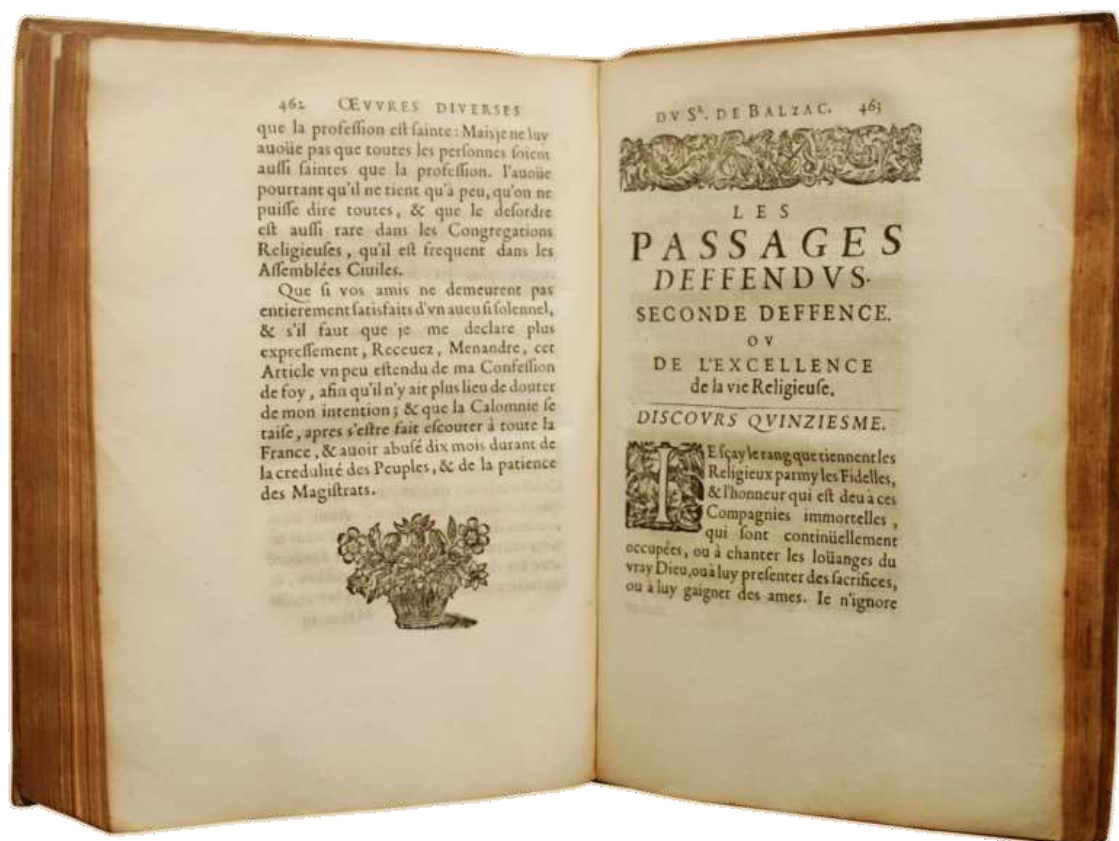 462 ŒVVRES DIVERSES
que la profession est sainte : Mais je ne luy
auoüe pas que toutes les personnes soient
aussi saintes que la profession. I'auoüe
pourtant qu'il ne tient qu'à peu, qu'on ne
puisse dire toutes, & que le desordre
est aussi rare dans les Congregations
Religieuses, qu'il est frequent dans les
Assemblées Ciuiles.
Que si vos amis ne demeurent pas
entierement satisfaits d'vn aueu si solennel,
& s'il faut que je me declare plus
expressement, Receuez, Menandre, cet
Article vn peu estendu de ma Confession
de foy, afin qu'il n'y ait plus lieu de douter
de mon intention; & que la Calomnie se
taise, apres s'estre fait escouter à toute la
France, & auoir abusé dix mois durant de
la credulité des Peuples, & de la patience
des Magistrats.
DV Sᴿ. DE BALZAC. 463
LES
PASSAGES
DEFFENDVS.
SECONDE DEFFENCE.
OV
DE L'EXCELLENCE
de la vie Religieuse.
DISCOVRS QVINZIESME.
IE sçay le rang que tiennent les
Religieux parmy les Fidelles,
& l'honneur qui est deu à ces
Compagnies immortelles,
qui sont continüellement
occupées, ou à chanter les loüanges du
vray Dieu, ou à luy presenter des sacrifices,
ou à luy gaigner des ames. Ie n'ignore